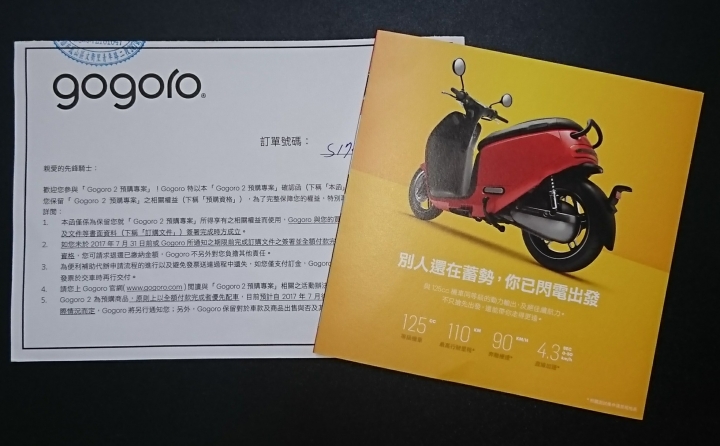 gogoro®
訂單號碼：
親愛的先鋒騎士：
歡迎您參與「Gogoro 2 預購專案」！Gogoro 特以本「Gogoro 2 預購專案」確認函（下稱「本函」
您保留「Gogoro 2 預購專案」之相關權益（下稱「預購資格」），為了完整保障您的權益，特別
詳閱：
1. 本函僅係為保留您就「Gogoro 2 預購專案」所得享有之相關權益而使用，Gogoro 與您的買
及文件等書面資料（下稱「訂購文件」）簽署完成時方成立。
2. 如您未於 2017 年 7 月 31 日前或 Gogoro 所通知之期限前完成訂購文件之簽署並全額付款完
資格，您可請求退還已繳納金額，Gogoro 不另外對您負擔其他責任。
3. 為便利補助代辦申請流程的進行以及避免發票送達過程中遺失，如您僅支付訂金，Gogoro
發票於交車時再行交付。
4. 請您上 Gogoro 官網( www.gogoro.com ) 閱讀與「Gogoro 2 預購專案」相關之活動辦法
5. Gogoro 2 為預購商品，原則上以全額付款完成者優先配車，目前預計自 2017 年 7 月
際情況而定，Gogoro 將另行通知您；另外，Gogoro 保留對於車款及商品出售與否及其
別人還在蓄勢，你已閃電出發
125 cc 110 km 90 km/h 4.3